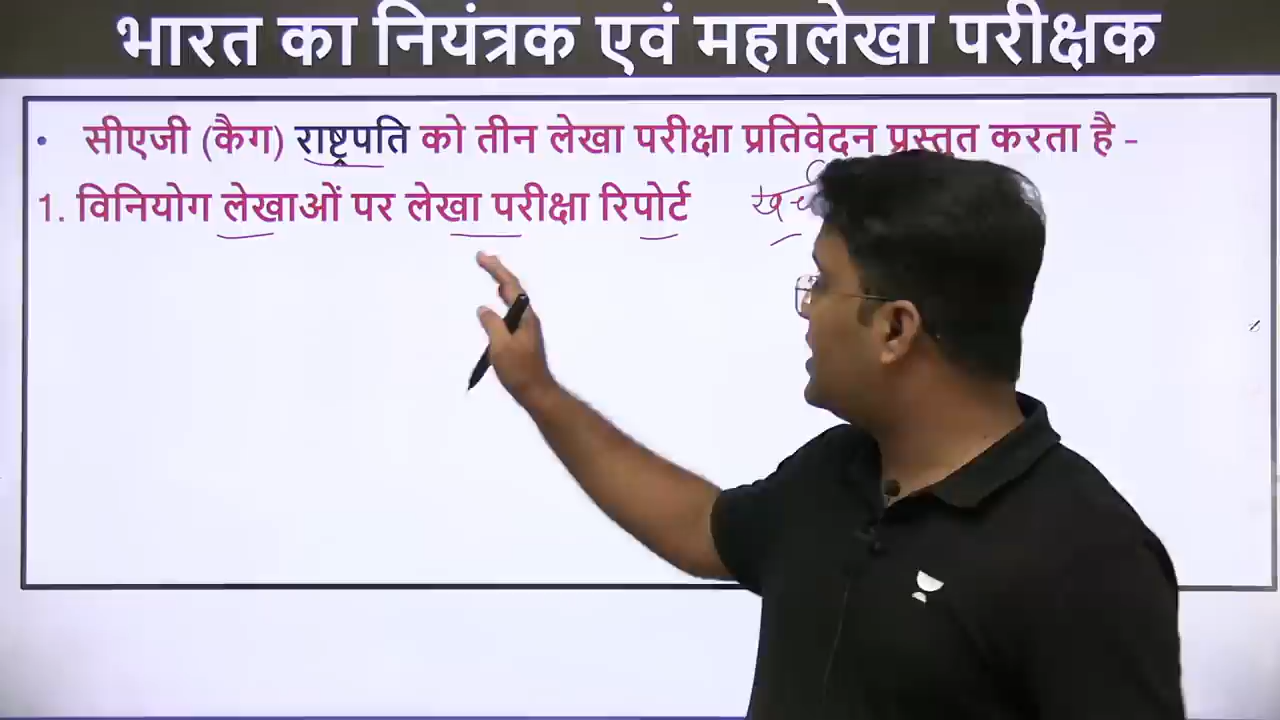 भारत का नियंत्रक एवं महालेखा परीक्षक
• सीएजी (कैग) राष्ट्रपति को तीन लेखा परीक्षा प्रतिवेदन प्रस्तुत करता है -
1. विनियोग लेखाओं पर लेखा परीक्षा रिपोर्ट